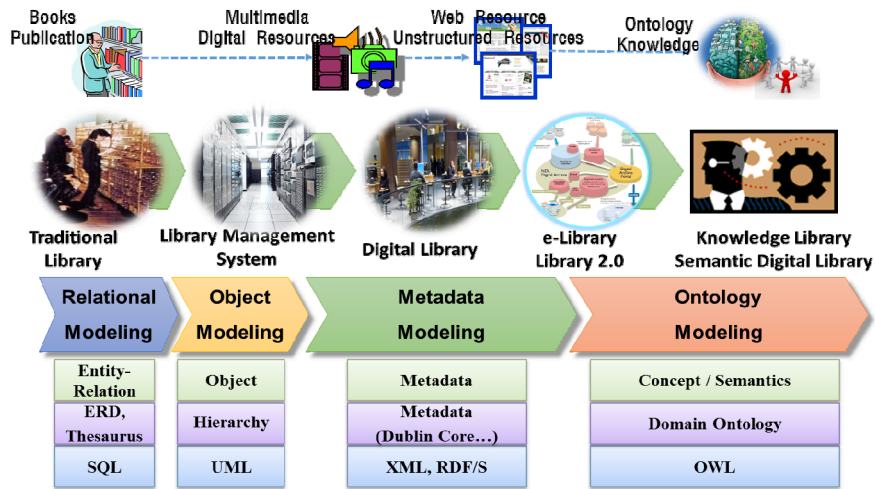 Books
Publication
Multimedia
Digital Resources
Web Resource
Unstructured Resources
Ontology
Knowledge
Traditional
Library
Library Management
System
Digital Library
e-Library
Library 2.0
Knowledge Library
Semantic Digital Library
Relational
Modeling
Object
Modeling
Metadata
Modeling
Ontology
Modeling
Entity-
Relation
Object
Metadata
Concept / Semantics
ERD,
Thesaurus
Hierarchy
Metadata
(Dublin Core…)
Domain Ontology
SQL
UML
XML, RDF/S
OWL